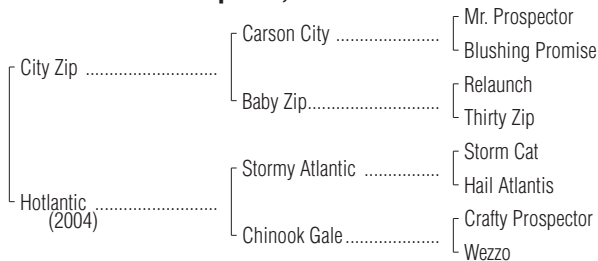 Mr. Prospector
Carson City ..................
Blushing Promise
City Zip .......................
Relaunch
Baby Zip....................
Thirty Zip
Storm Cat
Stormy Atlantic .............
Hail Atlantis
Hotlantic .....................
(2004)
Crafty Prospector
Chinook Gale................
Wezzo